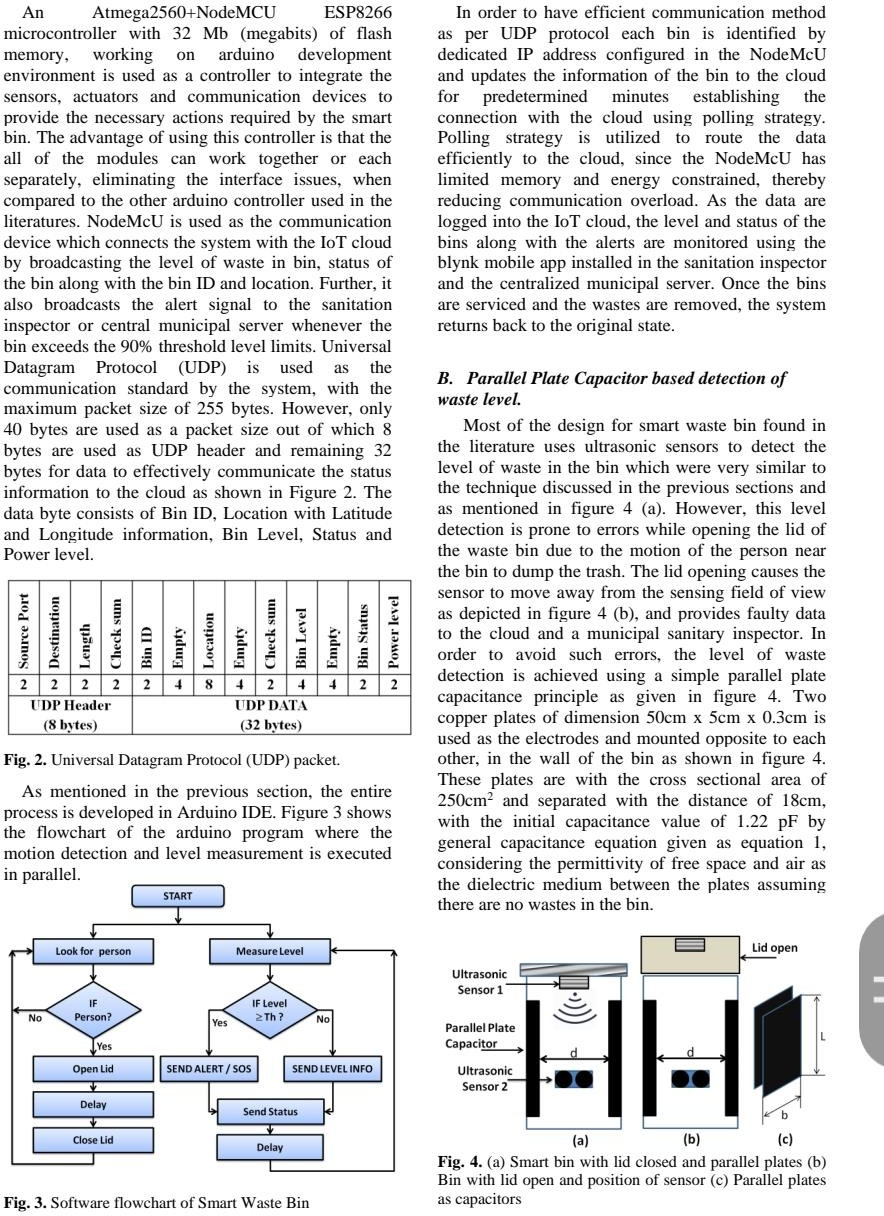 An Atmega2560+NodeMCU ESP8266
microcontroller with 32 Mb (megabits) of flash
memory, working on arduino development
environment is used as a controller to integrate the
sensors, actuators and communication devices to
provide the necessary actions required by the smart
bin. The advantage of using this controller is that the
all of the modules can work together or each
separately, eliminating the interface issues, when
compared to the other arduino controller used in the
literatures. NodeMcU is used as the communication
device which connects the system with the IoT cloud
by broadcasting the level of waste in bin, status of
the bin along with the bin ID and location. Further, it
also broadcasts the alert signal to the sanitation
inspector or central municipal server whenever the
bin exceeds the 90% threshold level limits. Universal
Datagram Protocol (UDP) is used as the
communication standard by the system, with the
maximum packet size of 255 bytes. However, only
40 bytes are used as a packet size out of which 8
bytes are used as UDP header and remaining 32
bytes for data to effectively communicate the status
information to the cloud as shown in Figure 2. The
data byte consists of Bin ID, Location with Latitude
and Longitude information, Bin Level, Status and
Power level.
Source Port Destination Length Check sum Bin ID Empty Location Empty Check sum Bin Level Empty Bin Status Power level
2 2 2 2 2 4 8 4 2 4 4 2 2
UDP Header UDP DATA
(8 bytes) (32 bytes)
Fig. 2. Universal Datagram Protocol (UDP) packet.
As mentioned in the previous section, the entire
process is developed in Arduino IDE. Figure 3 shows
the flowchart of the arduino program where the
motion detection and level measurement is executed
in parallel.
START
Look for person
Measure Level
IF
Person?
No
Yes
IF Level
≥Th ?
Yes
No
Open Lid
SEND ALERT / SOS
SEND LEVEL INFO
Delay
Send Status
Close Lid
Delay
Fig. 3. Software flowchart of Smart Waste Bin
In order to have efficient communication method
as per UDP protocol each bin is identified by
dedicated IP address configured in the NodeMcU
and updates the information of the bin to the cloud
for predetermined minutes establishing the
connection with the cloud using polling strategy.
Polling strategy is utilized to route the data
efficiently to the cloud, since the NodeMcU has
limited memory and energy constrained, thereby
reducing communication overload. As the data are
logged into the IoT cloud, the level and status of the
bins along with the alerts are monitored using the
blynk mobile app installed in the sanitation inspector
and the centralized municipal server. Once the bins
are serviced and the wastes are removed, the system
returns back to the original state.
B. Parallel Plate Capacitor based detection of
waste level.
Most of the design for smart waste bin found in
the literature uses ultrasonic sensors to detect the
level of waste in the bin which were very similar to
the technique discussed in the previous sections and
as mentioned in figure 4 (a). However, this level
detection is prone to errors while opening the lid of
the waste bin due to the motion of the person near
the bin to dump the trash. The lid opening causes the
sensor to move away from the sensing field of view
as depicted in figure 4 (b), and provides faulty data
to the cloud and a municipal sanitary inspector. In
order to avoid such errors, the level of waste
detection is achieved using a simple parallel plate
capacitance principle as given in figure 4. Two
copper plates of dimension 50cm x 5cm x 0.3cm is
used as the electrodes and mounted opposite to each
other, in the wall of the bin as shown in figure 4.
These plates are with the cross sectional area of
250cm² and separated with the distance of 18cm,
with the initial capacitance value of 1.22 pF by
general capacitance equation given as equation 1,
considering the permittivity of free space and air as
the dielectric medium between the plates assuming
there are no wastes in the bin.
Lid open
Ultrasonic
Sensor 1
Parallel Plate
Capacitor
Ultrasonic
Sensor 2
d
d
L
b
(a) (b) (c)
Fig. 4. (a) Smart bin with lid closed and parallel plates (b)
Bin with lid open and position of sensor (c) Parallel plates
as capacitors